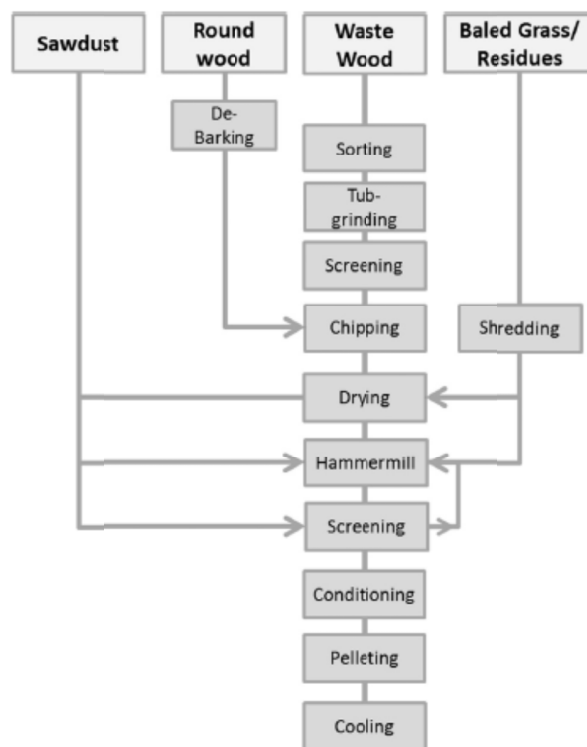 Sawdust
Round
wood
Waste
Wood
Baled Grass/
Residues
De-
Barking
Sorting
Tub-
grinding
Screening
Chipping
Shredding
Drying
Hammermill
Screening
Conditioning
Pelleting
Cooling